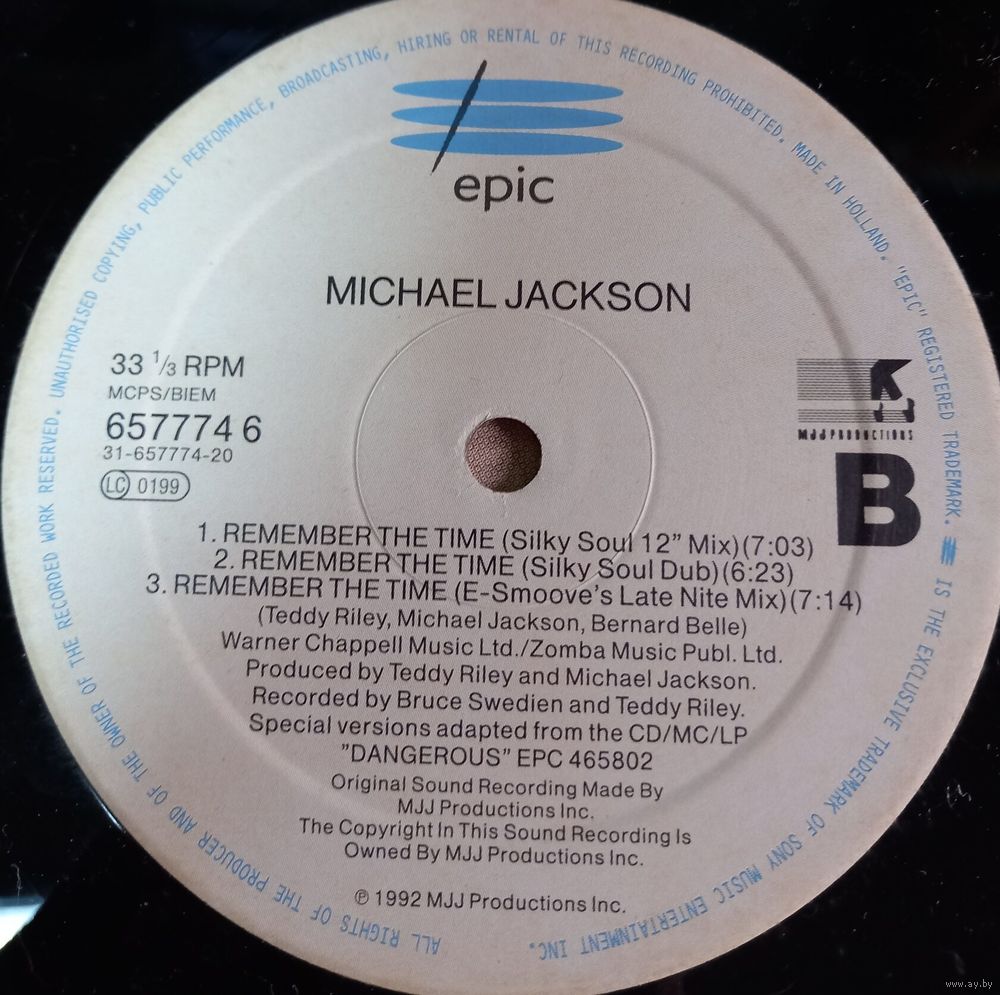 ALL RIGHTS OF THE PRODUCER AND OF THE OWNER OF THE RECORDED WORK RESERVED. UNAUTHORISED COPYING, PUBLIC PERFORMANCE, BROADCASTING, HIRING OR RENTAL OF THIS RECORDING PROHIBITED. MADE IN HOLLAND. "EPIC" REGISTERED TRADEMARK. IS THE EXCLUSIVE TRADEMARK OF SONY MUSIC ENTERTAINMENT INC.
epic
MICHAEL JACKSON
33 1/3 RPM
MCPS/BIEM
657774 6
31-657774-20
LC 0199
MJJ PRODUCTIONS
B
1. REMEMBER THE TIME (Silky Soul 12” Mix)(7:03)
2. REMEMBER THE TIME (Silky Soul Dub)(6:23)
3. REMEMBER THE TIME (E-Smoove's Late Nite Mix)(7:14)
(Teddy Riley, Michael Jackson, Bernard Belle)
Warner Chappell Music Ltd./Zomba Music Publ. Ltd.
Produced by Teddy Riley and Michael Jackson.
Recorded by Bruce Swedien and Teddy Riley.
Special versions adapted from the CD/MC/LP
”DANGEROUS” EPC 465802
Original Sound Recording Made By
MJJ Productions Inc.
The Copyright In This Sound Recording Is
Owned By MJJ Productions Inc.
℗ 1992 MJJ Productions Inc.
www.ay.by